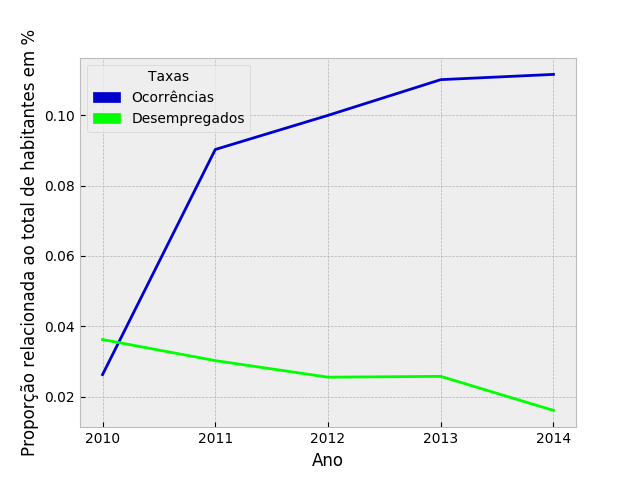 Proporção relacionada ao total de habitantes em %
Taxas
Ocorrências
Desempregados
0.10
0.08
0.06
0.04
0.02
2010 2011 2012 2013 2014
Ano